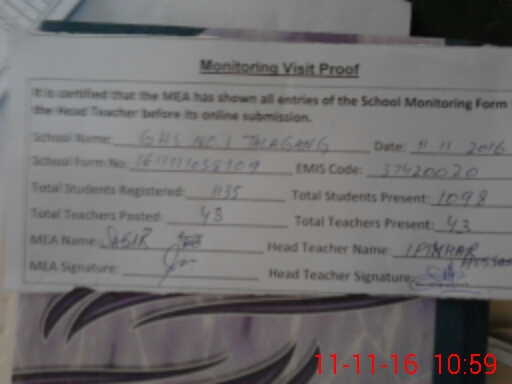 Monitoring Visit Proof
It is certified that the MEA has shown all entries of the School Monitoring Form
the Head Teacher before its online submission.
School Name: GHS NO 1 TALAGANG Date: 11 11 2016
School Form No: EMIS Code: 37420020
Total Students Registered: 1135 Total Students Present: 1098
Total Teachers Posted: 43 Total Teachers Present: 43
MEA Name: SABIR Head Teacher Name: IFTIKHAR HUSSAIN
MEA Signature: Head Teacher Signature:
11-11-16 10:59